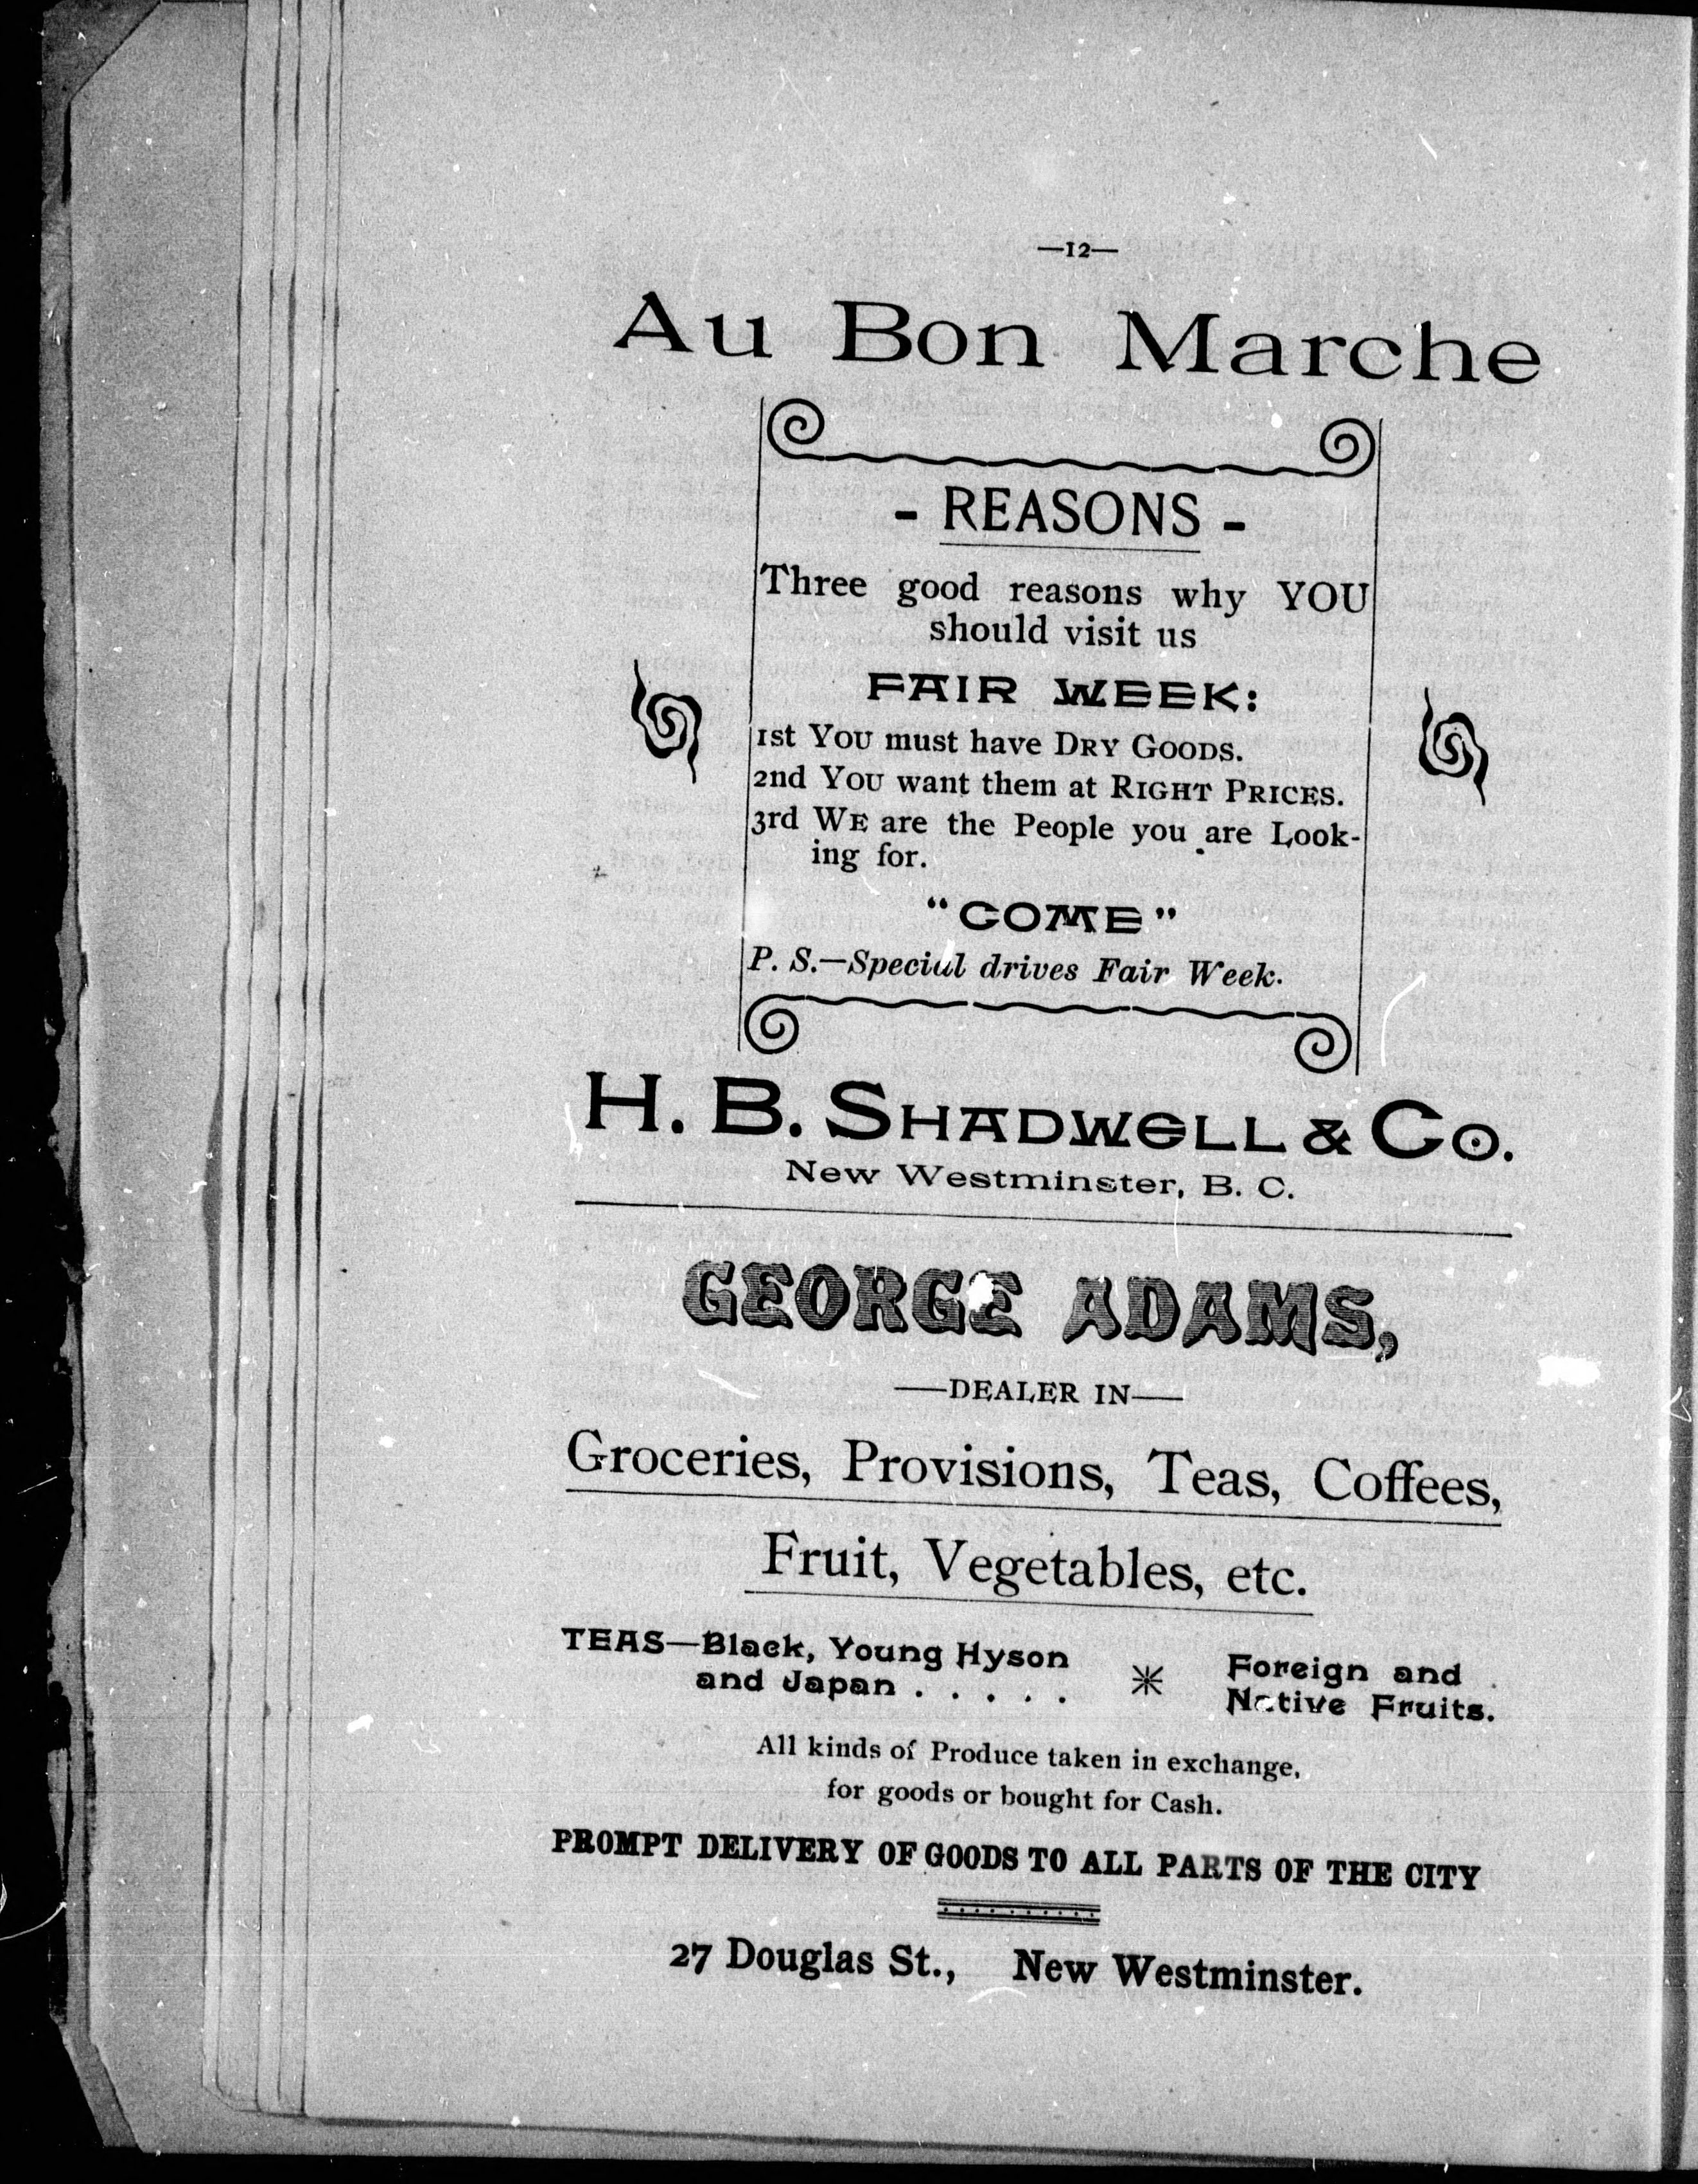 —12—
Au Bon Marche
- REASONS -
Three good reasons why YOU
should visit us
FAIR WEEK:
1st YOU must have DRY GOODS.
2nd YOU want them at RIGHT PRICES.
3rd WE are the People you are Look-
ing for.
"COME"
P. S.—Special drives Fair Week.
H. B. SHADWELL & Co.
New Westminster, B. C.
GEORGE ADAMS,
—DEALER IN—
Groceries, Provisions, Teas, Coffees,
Fruit, Vegetables, etc.
TEAS—Black, Young Hyson
and Japan . . . . .
* Foreign and
Native Fruits.
All kinds of Produce taken in exchange,
for goods or bought for Cash.
PROMPT DELIVERY OF GOODS TO ALL PARTS OF THE CITY
27 Douglas St., New Westminster.